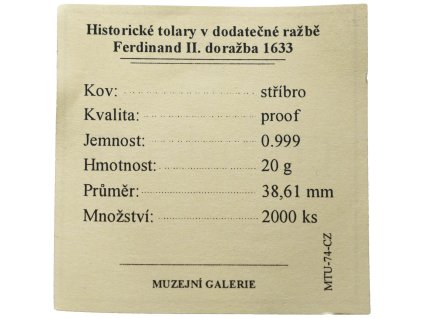 Historické tolary v dodatečné ražbě
Ferdinand II. doražba 1633
Kov: stříbro
Kvalita: proof
Jemnost: 0.999
Hmotnost: 20 g
Průměr: 38,61 mm
Množství: 2000 ks
MUZEJNÍ GALERIE
MTU-74-CZ